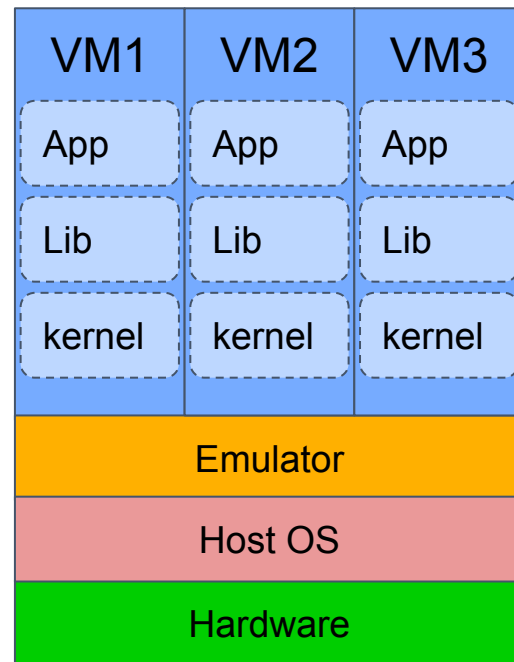 VM1 VM2 VM3
App App App
Lib Lib Lib
kernel kernel kernel
Emulator
Host OS
Hardware